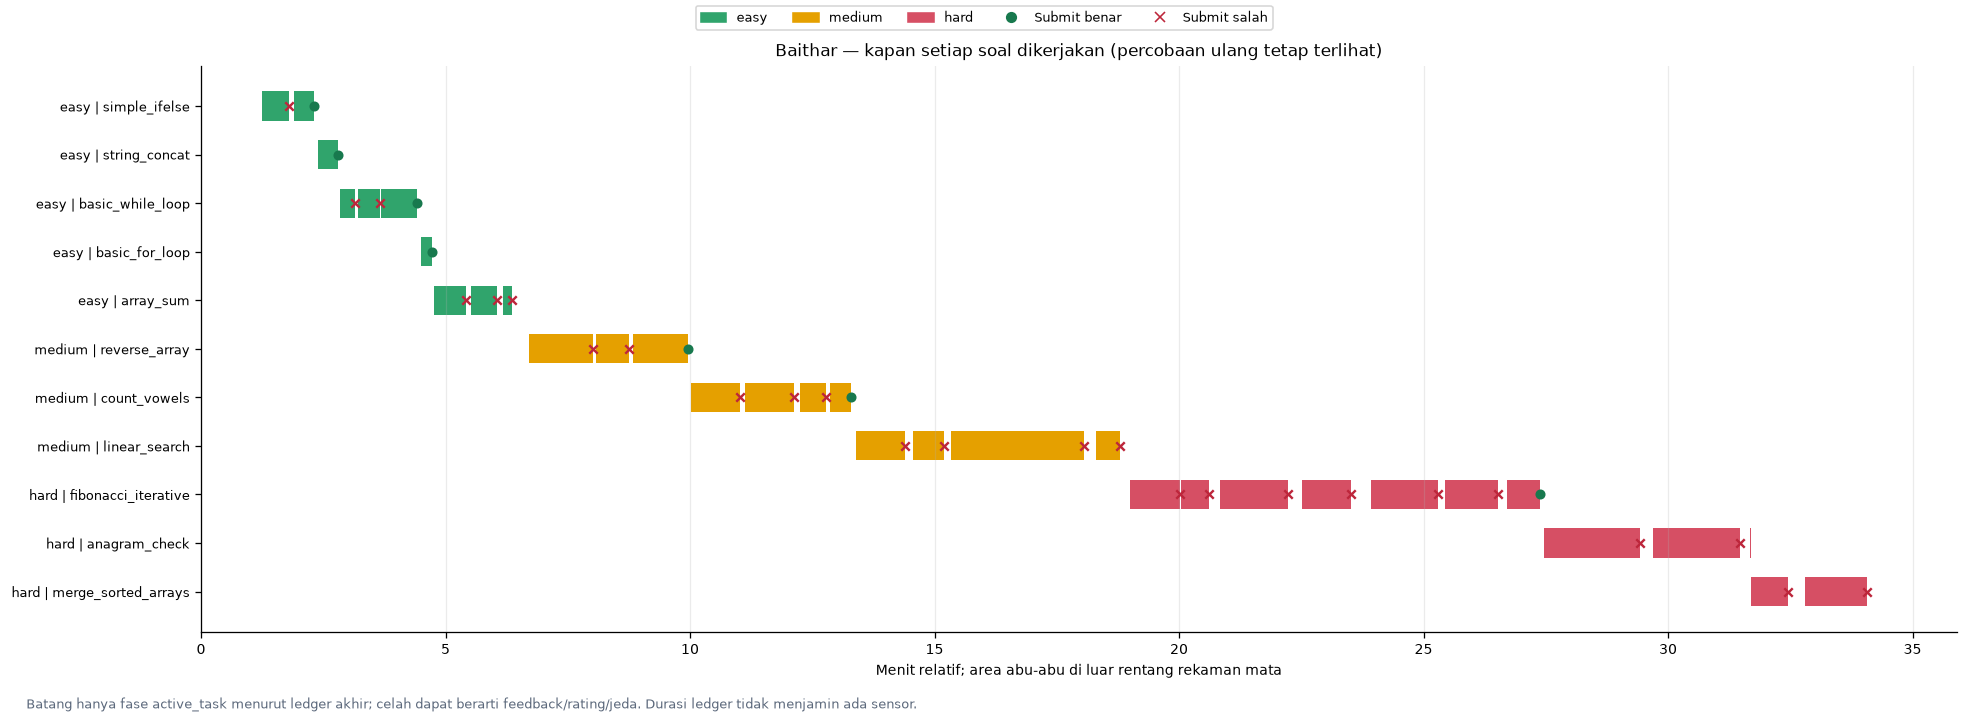 easy medium hard Submit benar Submit salah
Baithar — kapan setiap soal dikerjakan (percobaan ulang tetap terlihat)
easy | simple_ifelse
easy | string_concat
easy | basic_while_loop
easy | basic_for_loop
easy | array_sum
medium | reverse_array
medium | count_vowels
medium | linear_search
hard | fibonacci_iterative
hard | anagram_check
hard | merge_sorted_arrays
0 5 10 15 20 25 30 35
Menit relatif; area abu-abu di luar rentang rekaman mata
Batang hanya fase active_task menurut ledger akhir; celah dapat berarti feedback/rating/jeda. Durasi ledger tidak menjamin ada sensor.